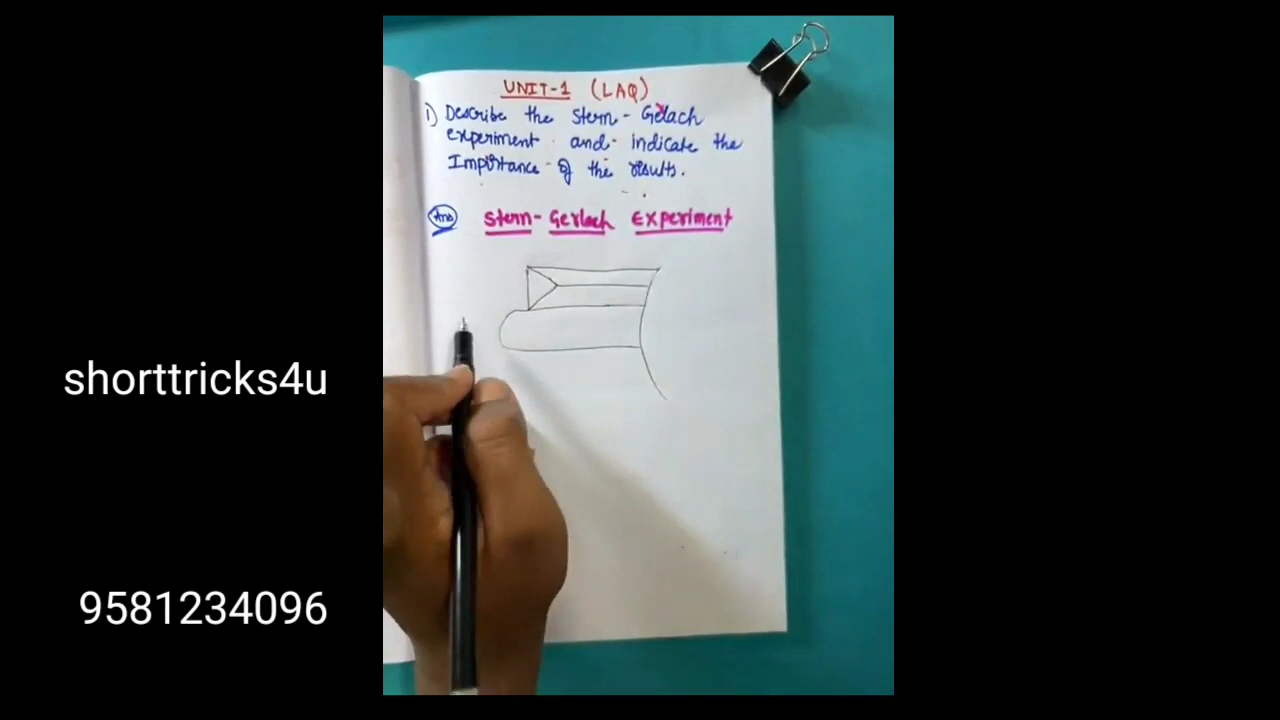 UNIT-1 (LAQ)
1) Describe the Stern-Gerlach
experiment and indicate the
Importance of the results.
Ans Stern-Gerlach Experiment
shorttricks4u
9581234096